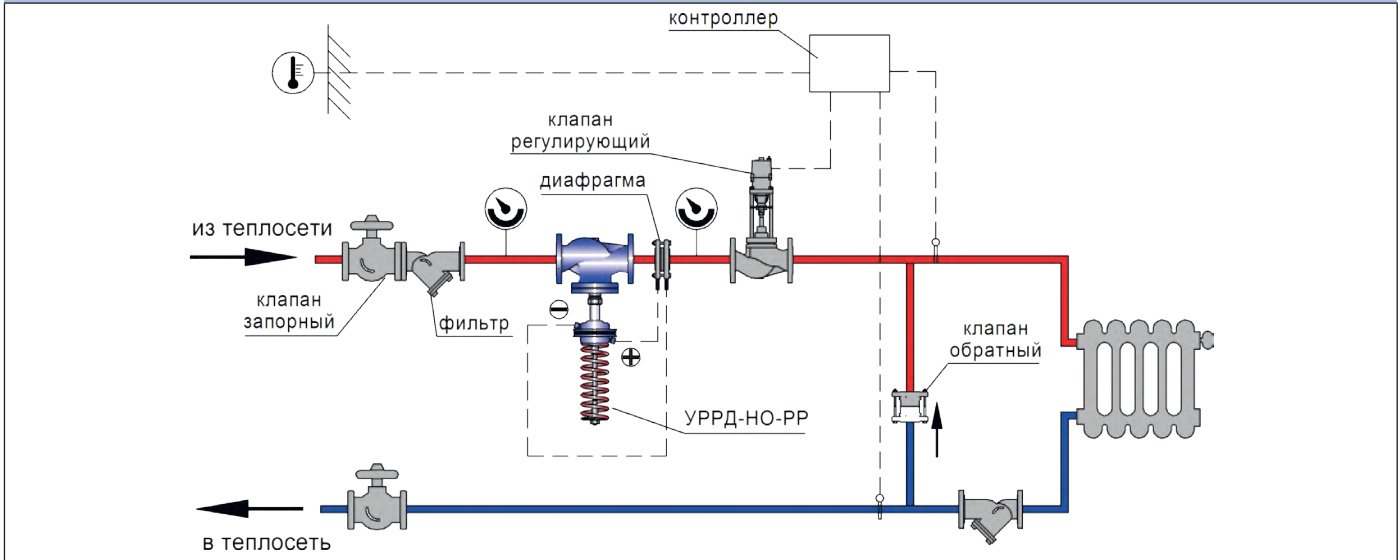 контроллер
клапан
регулирующий
диафрагма
из теплосети
клапан
запорный
фильтр
клапан
обратный
УРРД-НО-РР
в теплосеть